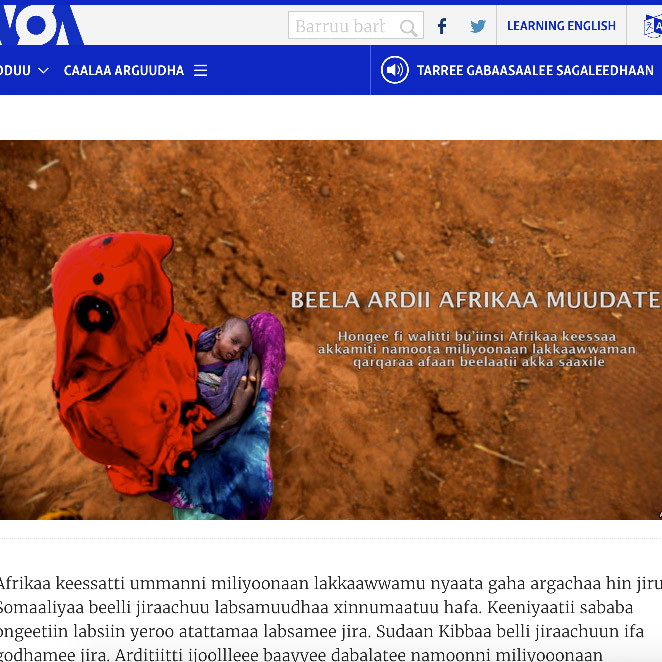 VOA
Barruu barb
LEARNING ENGLISH
ODUU
CAALAA ARGUUDHA
TARREE GABAASAALEE SAGALEEDHAAN
BEELA ARDII AFRIKAA MUUDATE
Hongee fi walitti bu'iinsi Afrikaa keessaa
akkamiti namoota miliyoonaan lakkaawwaman
qarqaraa afaan beelaatii akka saaxile
Afrikaa keessatti ummanni miliyoonaan lakkaawwamu nyaata gaha argachaa hin jiru
Somaaliyaa beelli jiraachuu labsamuudhaa xinnumaatuu hafa. Keeniyaatii sababa
ongeetiin labsiin yeroo atattamaa labsamee jira. Sudaan Kibbaa belli jiraachuun ifa
godhamee jira. Arditiitti ijoollleee baayyee dabalatee namoonni miliyooonaan